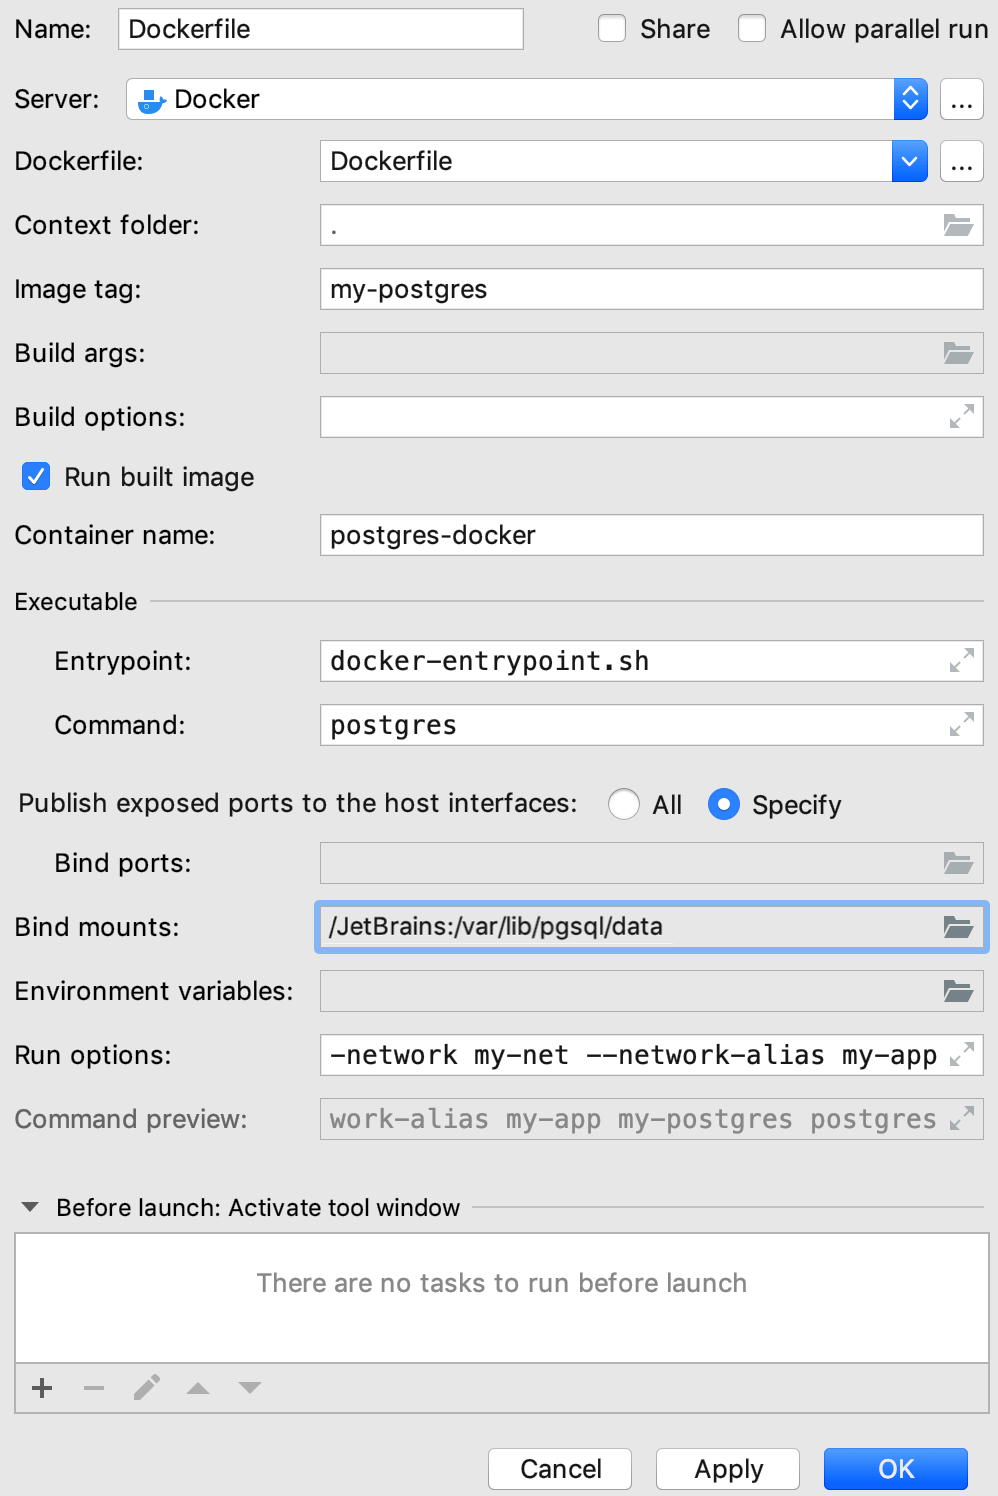 Name: Dockerfile Share Allow parallel run
Server: Docker ...
Dockerfile: Dockerfile ...
Context folder: .
Image tag: my-postgres
Build args:
Build options:
Run built image
Container name: postgres-docker
Executable
Entrypoint: docker-entrypoint.sh
Command: postgres
Publish exposed ports to the host interfaces: All Specify
Bind ports:
Bind mounts: /JetBrains:/var/lib/pgsql/data
Environment variables:
Run options: -network my-net --network-alias my-app
Command preview: work-alias my-app my-postgres postgres
Before launch: Activate tool window
There are no tasks to run before launch
Cancel Apply OK